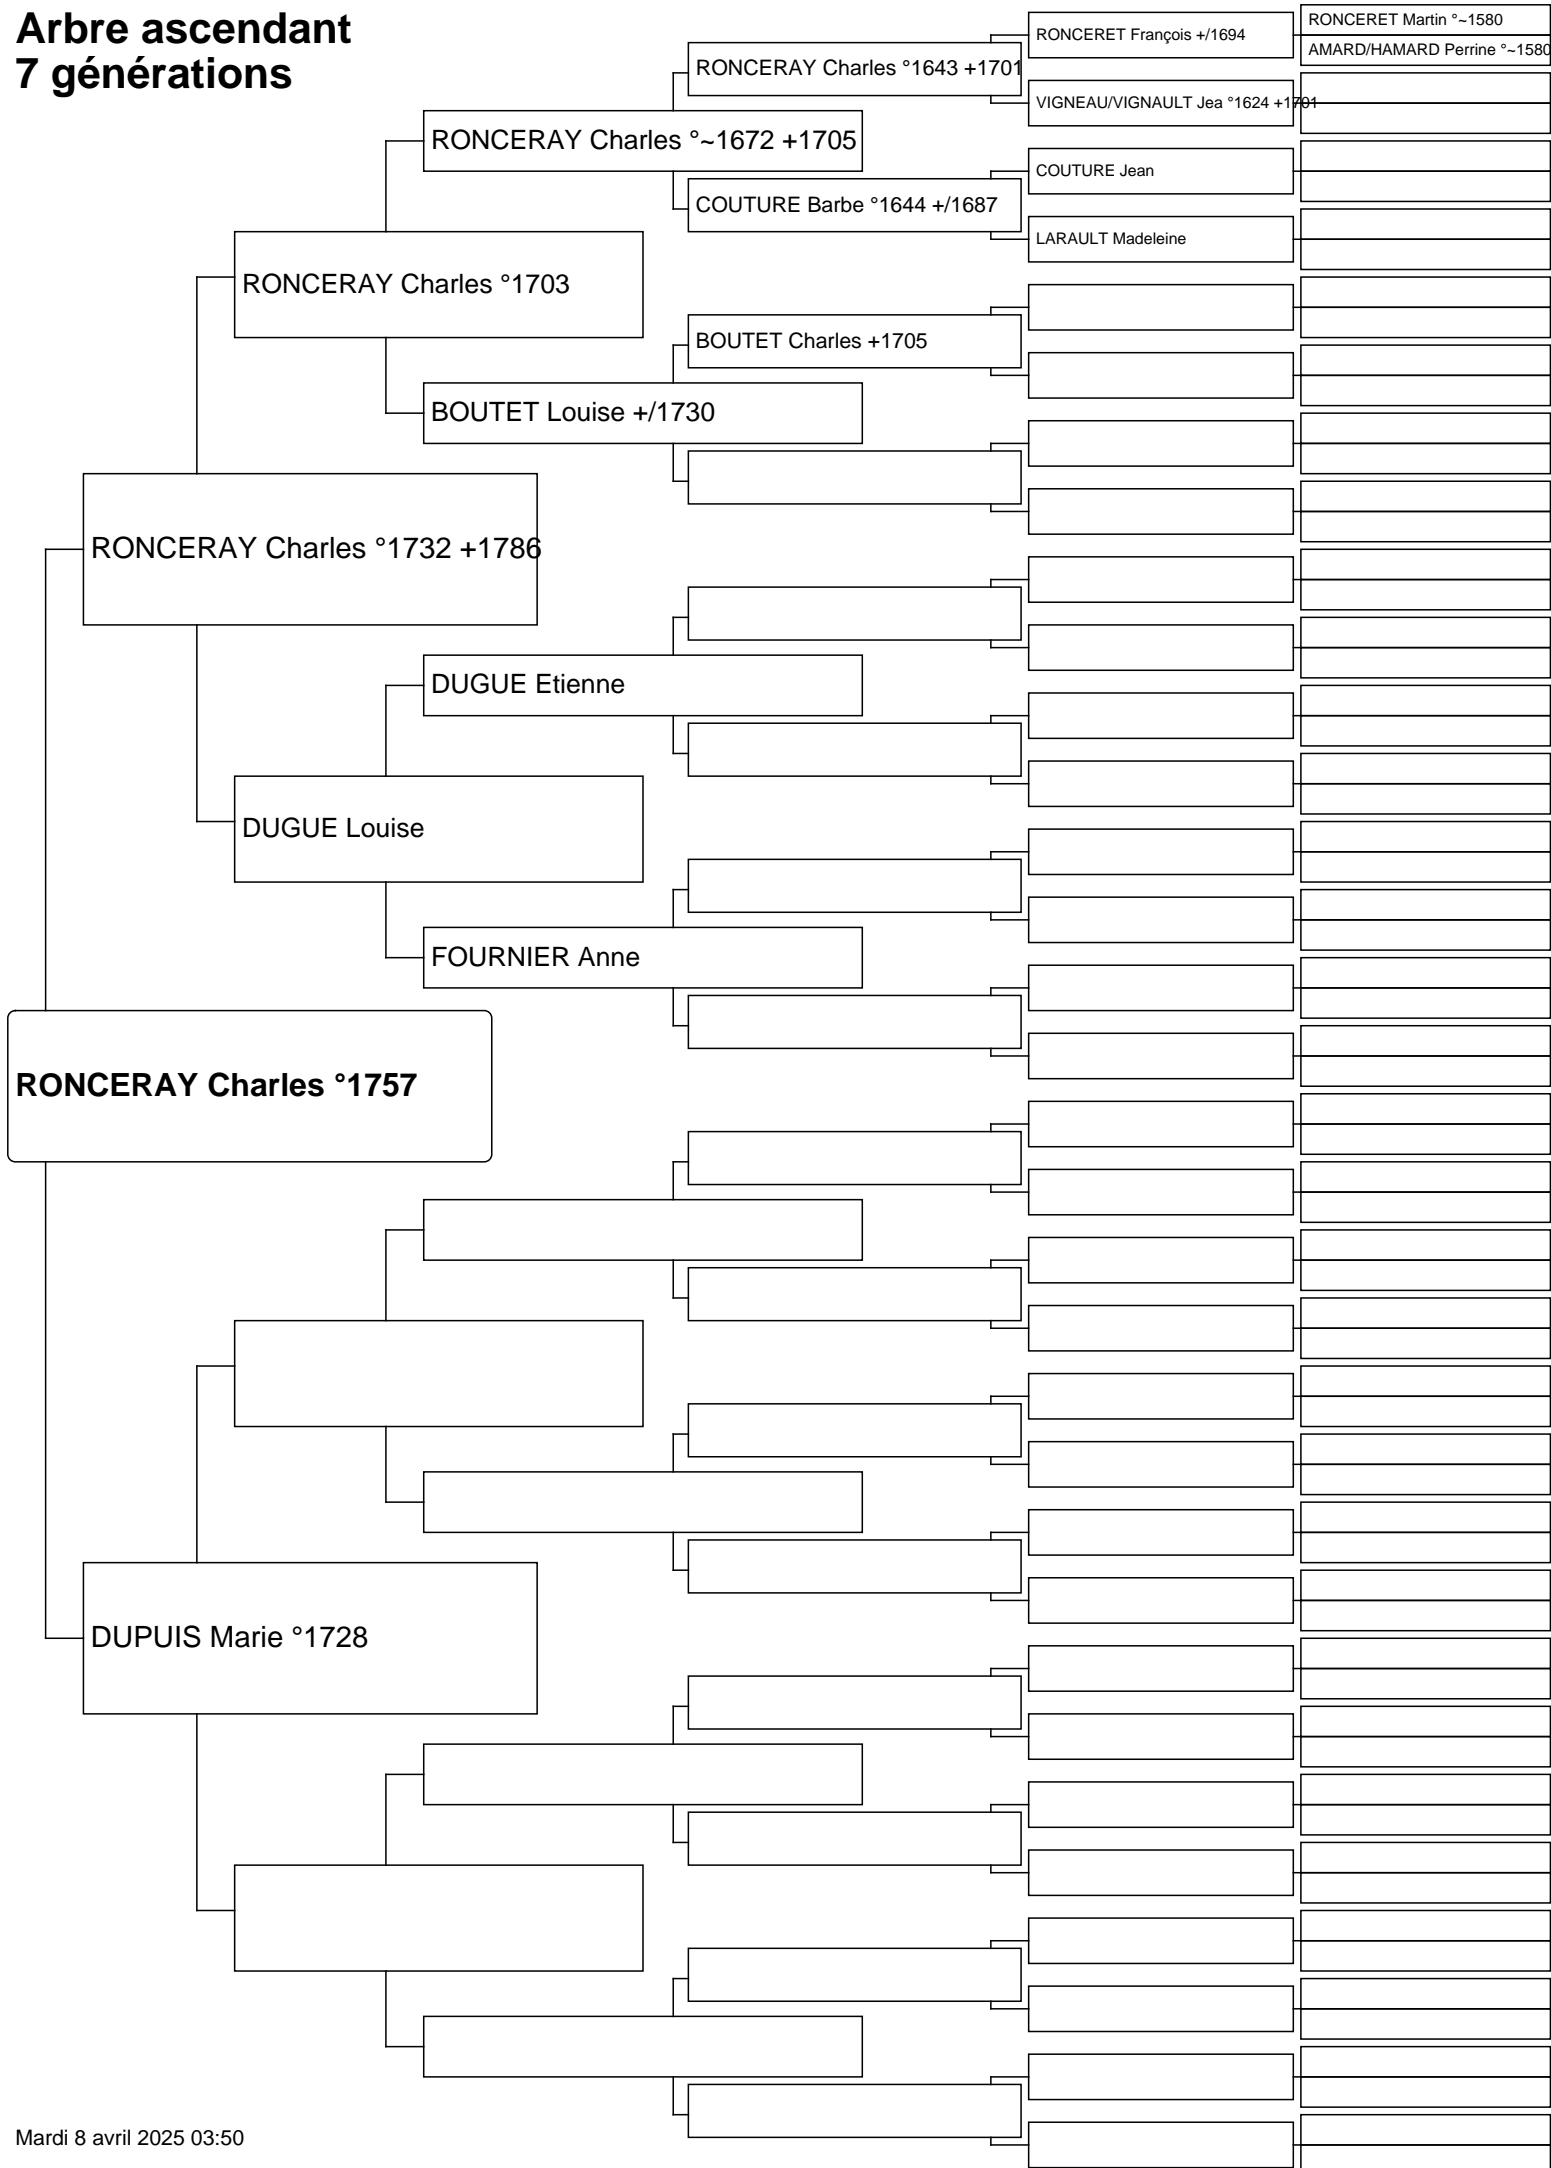 Arbre ascendant
7 générations
RONCERET François +/1694
RONCERET Martin °~1580
AMARD/HAMARD Perrine °~1580
RONCERAY Charles °1643 +1701
VIGNEAU/VIGNAULT Jea °1624 +1701
RONCERAY Charles °~1672 +1705
COUTURE Jean
COUTURE Barbe °1644 +/1687
LARAULT Madeleine
RONCERAY Charles °1703
BOUTET Charles +1705
BOUTET Louise +/1730
RONCERAY Charles °1732 +1786
DUGUE Etienne
DUGUE Louise
FOURNIER Anne
RONCERAY Charles °1757
DUPUIS Marie °1728
Mardi 8 avril 2025 03:50